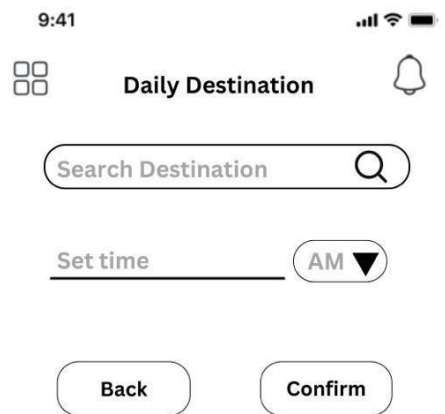 9:41
Daily Destination
Search Destination
Set time AM
Back Confirm